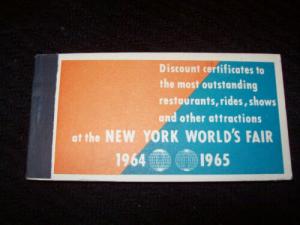 Discount certificates to
the most outstanding
restaurants, rides, shows
and other attractions
at the NEW YORK WORLD'S FAIR
1964 1965